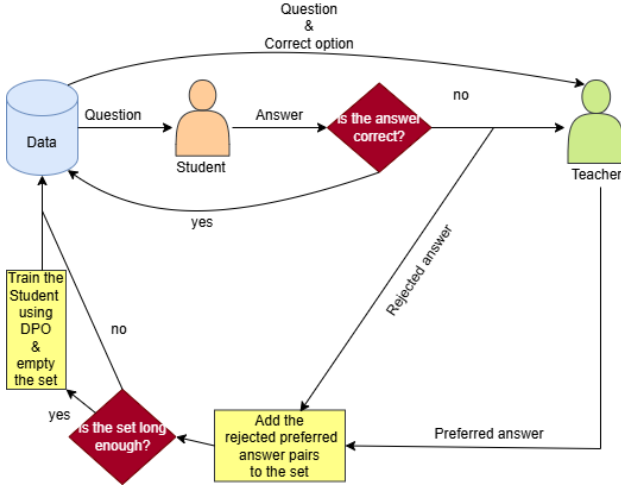 Question
&
Correct option
Data
Question
Student
Answer
Is the answer
correct?
no
Teacher
yes
Rejected answer
Train the
Student
using
DPO
&
empty
the set
no
yes
Is the set long
enough?
Add the
rejected preferred
answer pairs
to the set
Preferred answer